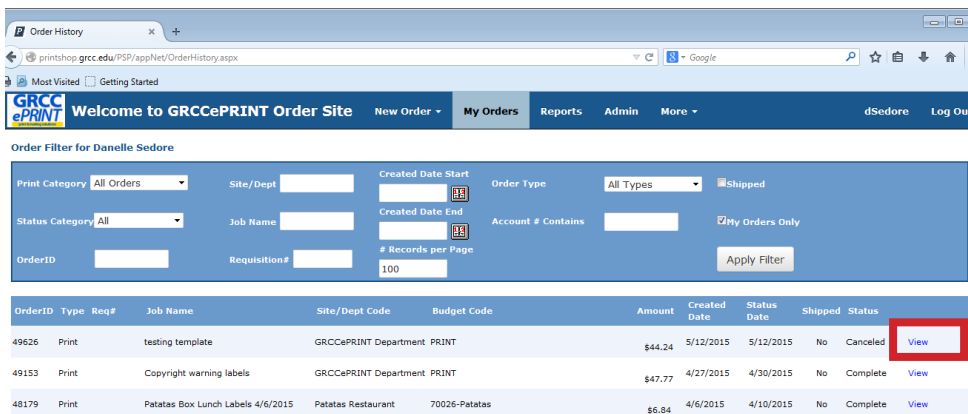 Order History × +
printshop.grcc.edu/PSP/appNet/OrderHistory.aspx Google
Most Visited Getting Started
GRCC ePRINT Welcome to GRCCePRINT Order Site New Order My Orders Reports Admin More dSedore Log Ou
Order Filter for Danelle Sedore
Print Category All Orders Site/Dept Created Date Start Order Type All Types Shipped
Status Category All Job Name Created Date End Account # Contains My Orders Only
OrderID Requisition# # Records per Page 100 Apply Filter
OrderID Type Req# Job Name Site/Dept Code Budget Code Amount Created Date Status Date Shipped Status
49626 Print testing template GRCCePRINT Department PRINT $44.24 5/12/2015 5/12/2015 No Canceled View
49153 Print Copyright warning labels GRCCePRINT Department PRINT $47.77 4/27/2015 4/30/2015 No Complete View
48179 Print Patatas Box Lunch Labels 4/6/2015 Patatas Restaurant 70026-Patatas $6.84 4/6/2015 4/10/2015 No Complete View